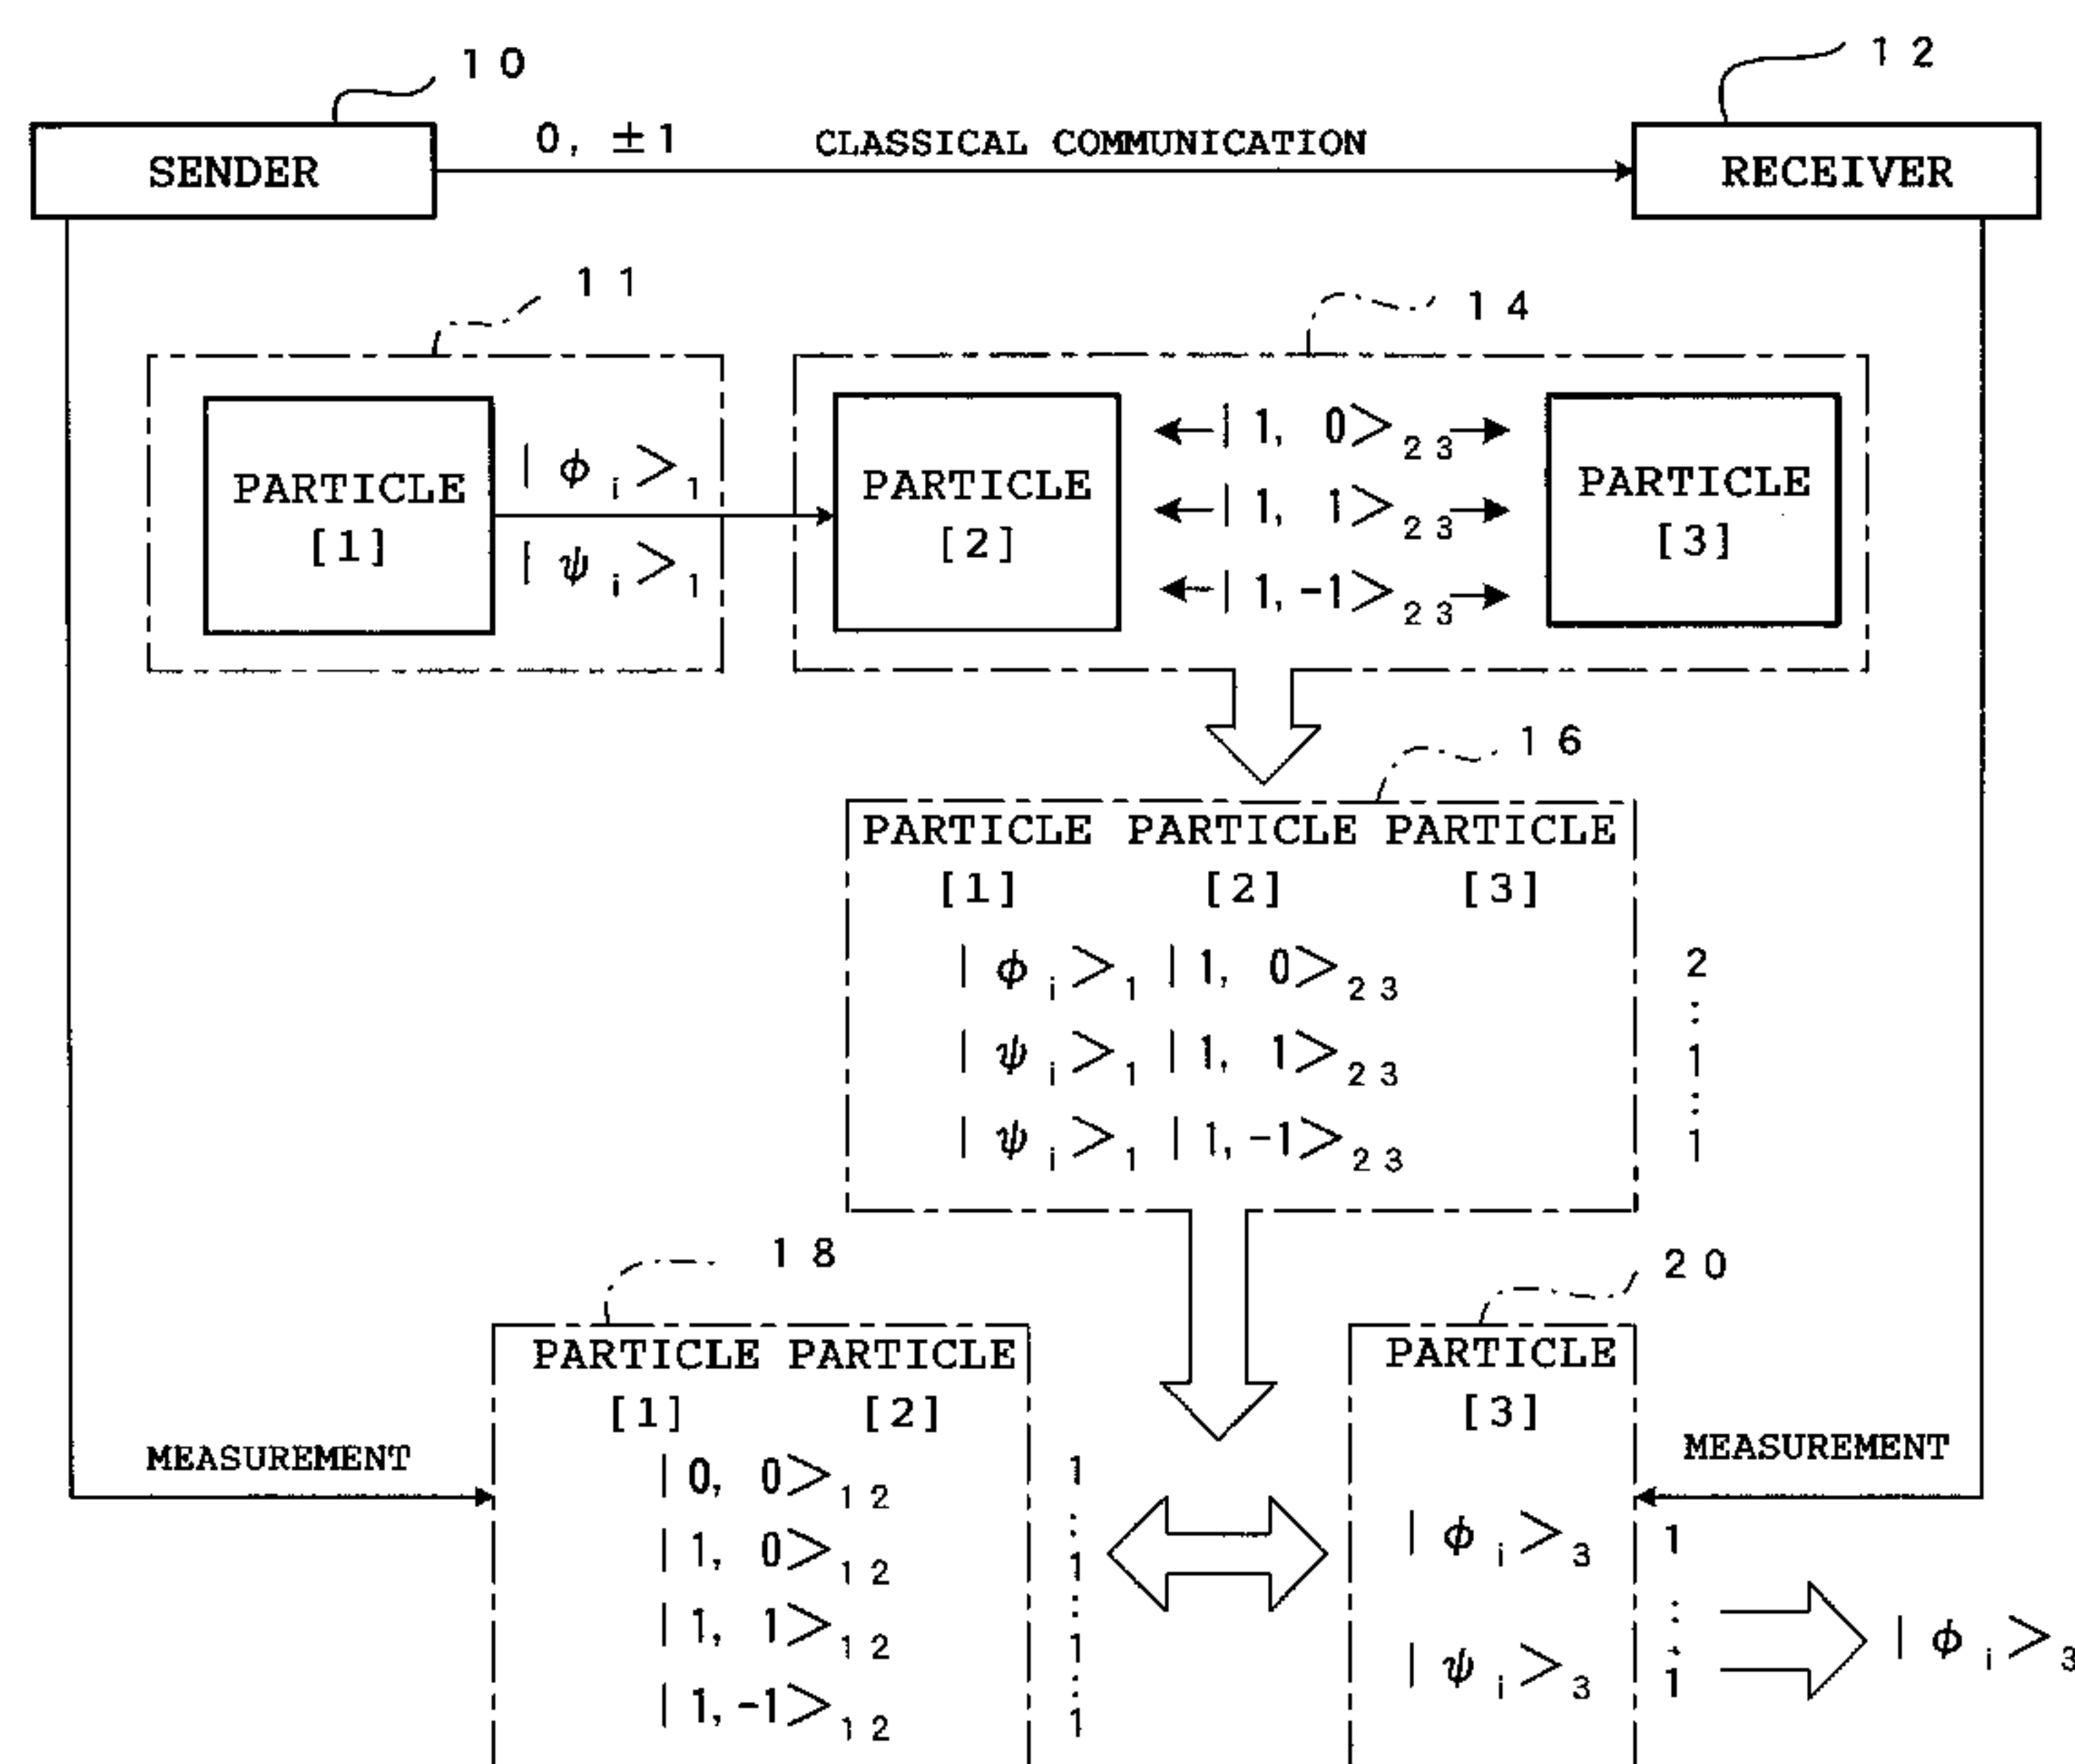 10
12
SENDER
0, ±1 CLASSICAL COMMUNICATION
RECEIVER
11
14
PARTICLE
[1]
| ϕ i >1
| ψ i >1
PARTICLE
[2]
| 1, 0>23
| 1, 1>23
| 1,-1>23
PARTICLE
[3]
16
PARTICLE PARTICLE PARTICLE
[1] [2] [3]
| ϕ i >1 | 1, 0>23
| ψ i >1 | 1, 1>23
| ψ i >1 | 1,-1>23
2
:
1
:
1
18
20
PARTICLE PARTICLE
[1] [2]
MEASUREMENT
| 0, 0>12
| 1, 0>12
| 1, 1>12
| 1,-1>12
1
:
1
:
1
:
1
PARTICLE
[3]
MEASUREMENT
| ϕ i >3
| ψ i >3
1
:
:
1
| ϕ i >3